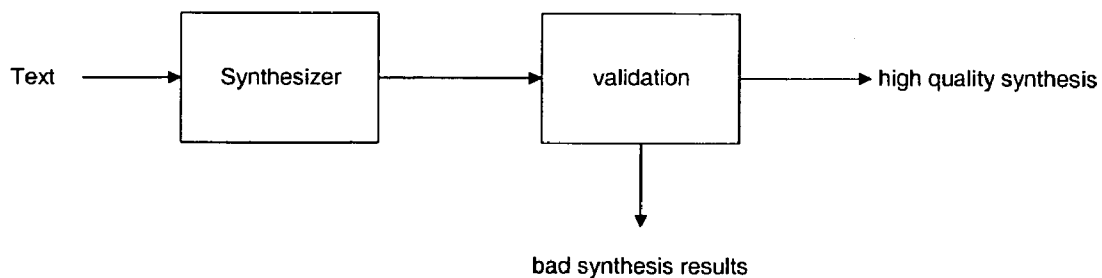 Text
Synthesizer
validation
high quality synthesis
bad synthesis results